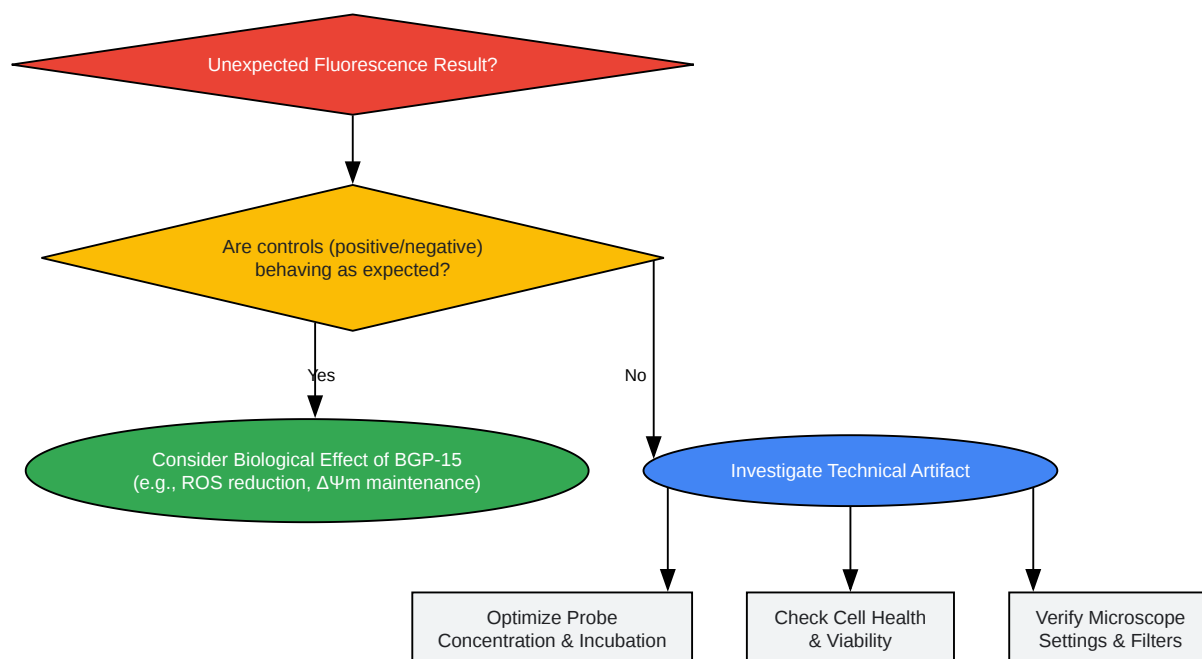 Unexpected Fluorescence Result?
Are controls (positive/negative)
behaving as expected?
Yes
No
Consider Biological Effect of BGP-15
(e.g., ROS reduction, ΔΨm maintenance)
Investigate Technical Artifact
Optimize Probe
Concentration & Incubation
Check Cell Health
& Viability
Verify Microscope
Settings & Filters